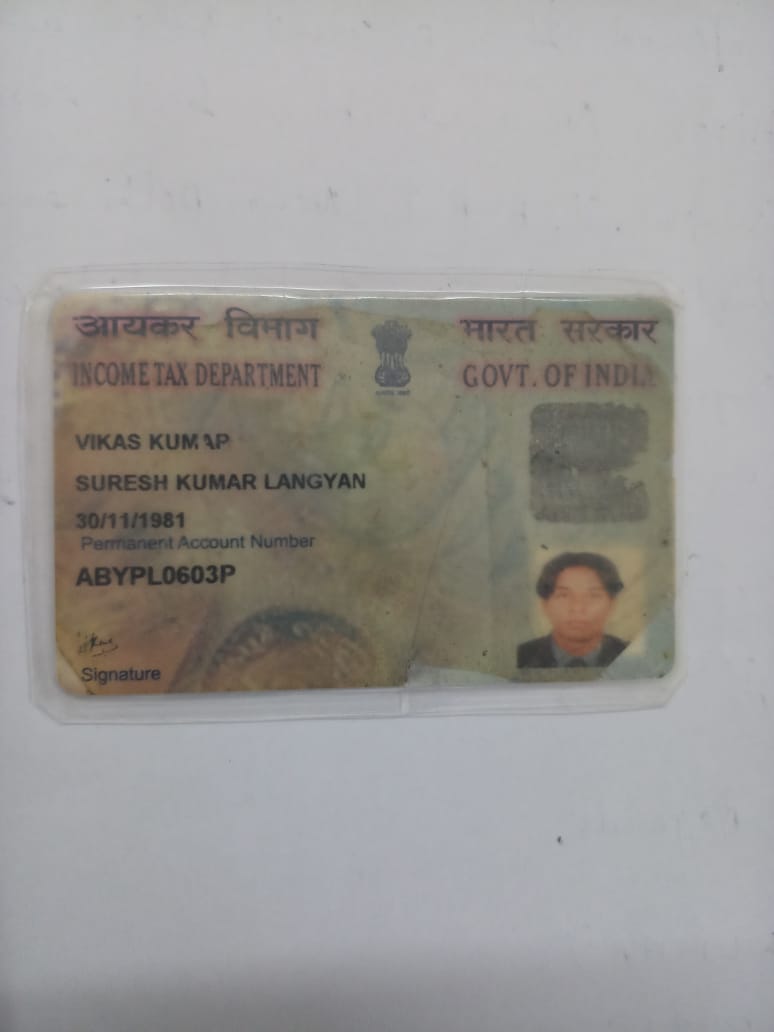 आयकर विभाग
INCOME TAX DEPARTMENT
भारत सरकार
GOVT. OF INDIA
VIKAS KUMAR
SURESH KUMAR LANGYAN
30/11/1981
Permanent Account Number
ABYPL0603P
Signature